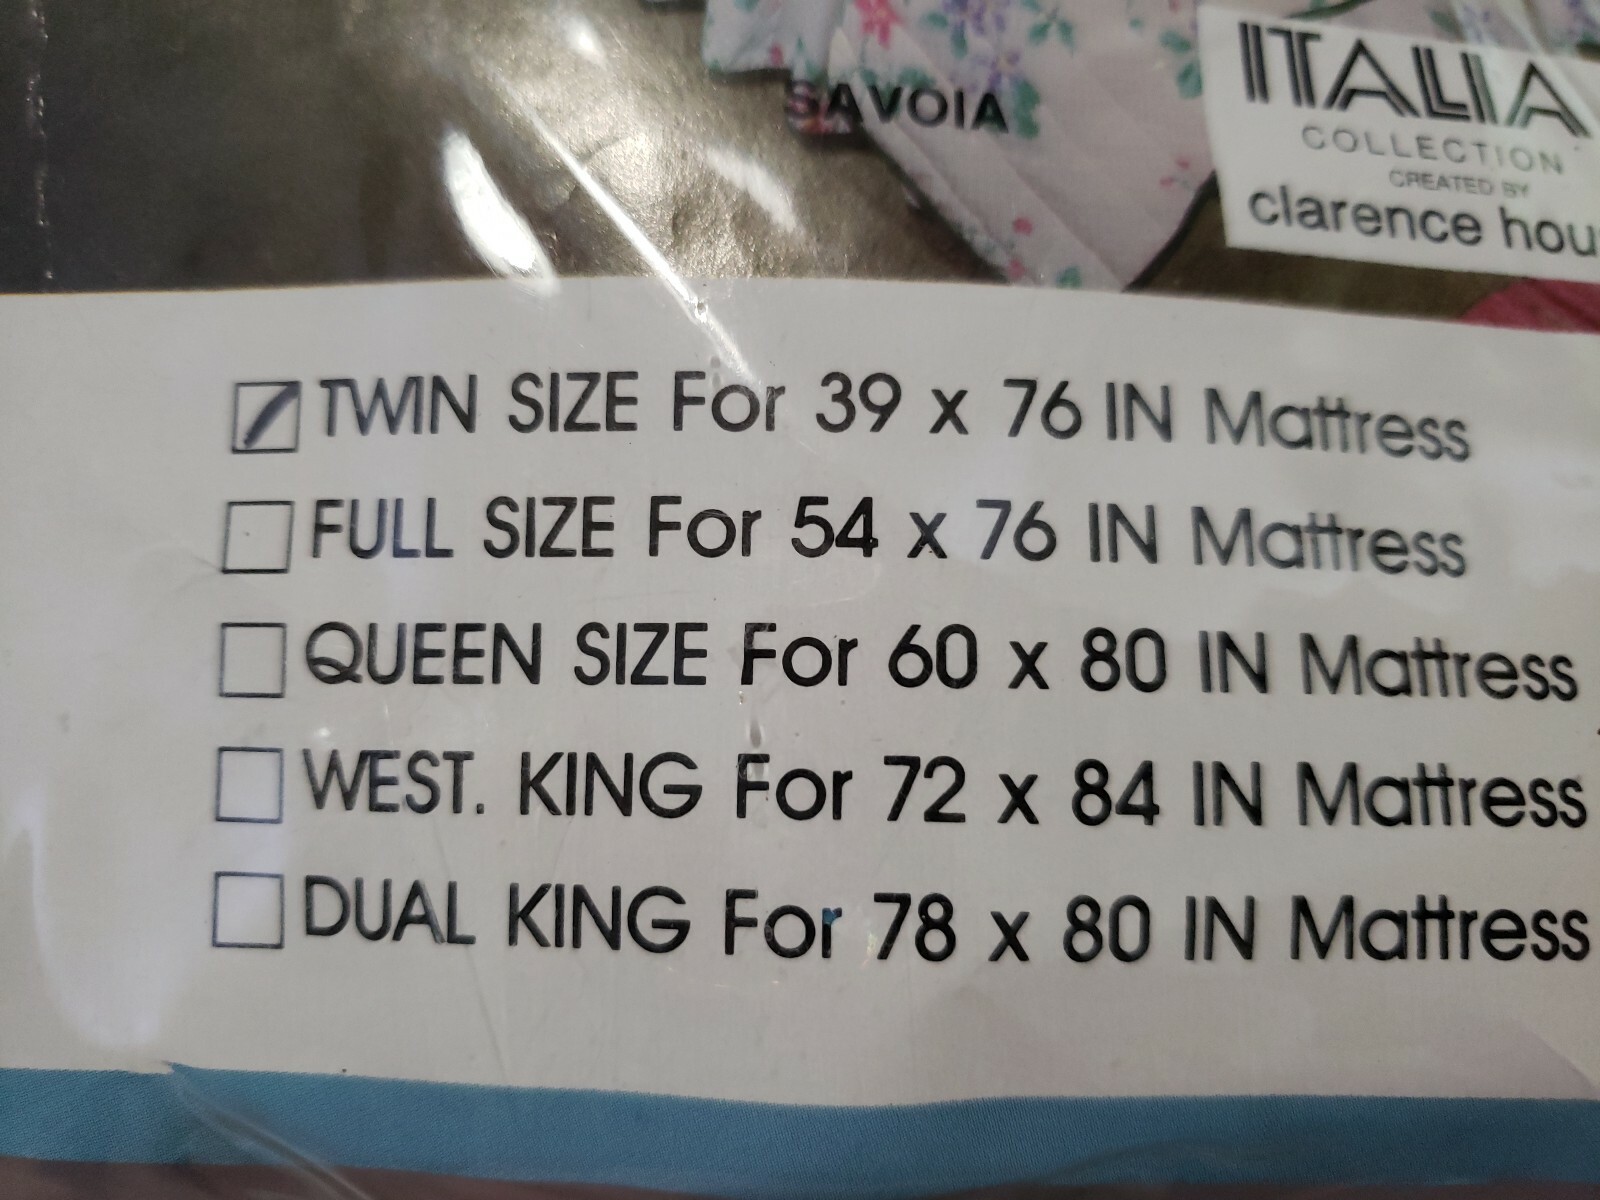 SAVOIA
ITALIA
COLLECTION
CREATED BY
clarence hou
TWIN SIZE For 39 x 76 IN Mattress
FULL SIZE For 54 x 76 IN Mattress
QUEEN SIZE For 60 x 80 IN Mattress
WEST. KING For 72 x 84 IN Mattress
DUAL KING For 78 x 80 IN Mattress